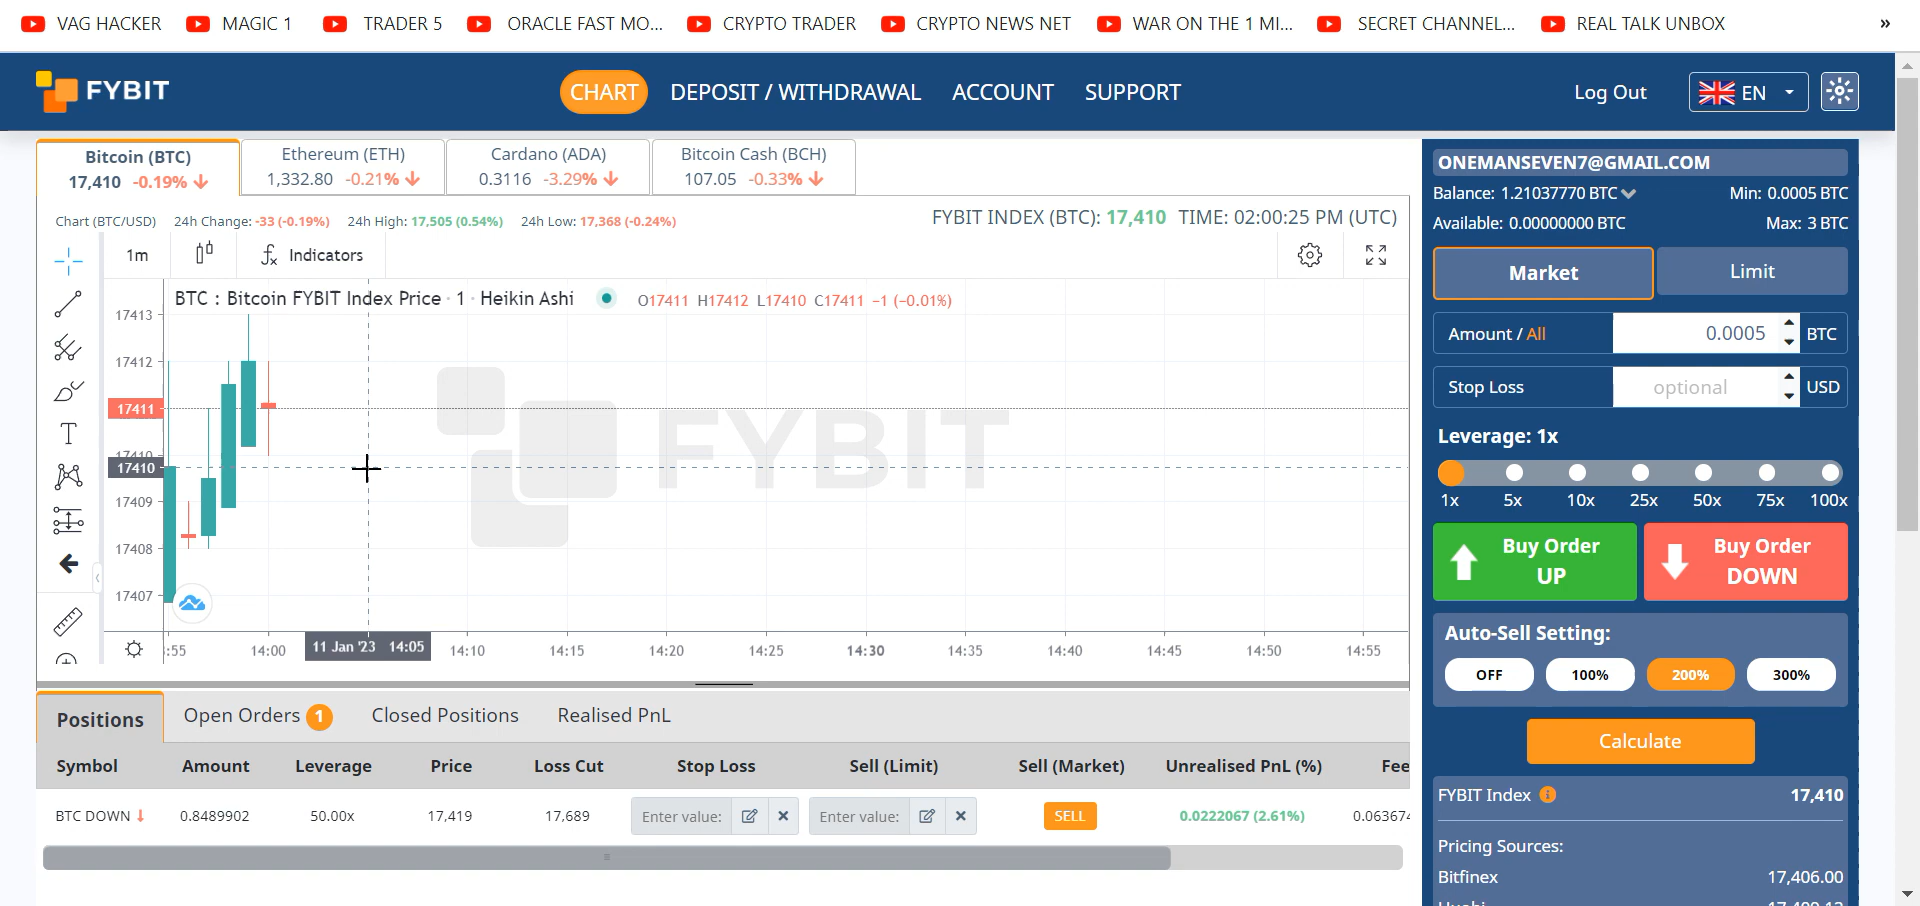 VAG HACKER MAGIC 1 TRADER 5 ORACLE FAST MO... CRYPTO TRADER CRYPTO NEWS NET WAR ON THE 1 MI... SECRET CHANNEL... REAL TALK UNBOX »
FYBIT CHART DEPOSIT / WITHDRAWAL ACCOUNT SUPPORT Log Out EN
Bitcoin (BTC)
17,410 -0.19%
Ethereum (ETH)
1,332.80 -0.21%
Cardano (ADA)
0.3116 -3.29%
Bitcoin Cash (BCH)
107.05 -0.33%
Chart (BTC/USD) 24h Change: -33 (-0.19%) 24h High: 17,505 (0.54%) 24h Low: 17,368 (-0.24%)
FYBIT INDEX (BTC): 17,410 TIME: 02:00:25 PM (UTC)
1m Indicators
BTC : Bitcoin FYBIT Index Price · 1 · Heikin Ashi O17411 H17412 L17410 C17411 −1 (−0.01%)
17413
17412
17411
17410
17409
17408
17407
FYBIT
:55 14:00 11 Jan '23 14:05 14:10 14:15 14:20 14:25 14:30 14:35 14:40 14:45 14:50 14:55
Positions Open Orders 1 Closed Positions Realised PnL
Symbol Amount Leverage Price Loss Cut Stop Loss Sell (Limit) Sell (Market) Unrealised PnL (%) Fee
BTC DOWN 0.8489902 50.00x 17,419 17,689 Enter value: Enter value: SELL 0.0222067 (2.61%) 0.063674
ONEMANSEVEN7@GMAIL.COM
Balance: 1.21037770 BTC Min: 0.0005 BTC
Available: 0.00000000 BTC Max: 3 BTC
Market Limit
Amount / All 0.0005 BTC
Stop Loss optional USD
Leverage: 1x
1x 5x 10x 25x 50x 75x 100x
Buy Order
UP
Buy Order
DOWN
Auto-Sell Setting:
OFF 100% 200% 300%
Calculate
FYBIT Index 17,410
Pricing Sources:
Bitfinex 17,406.00